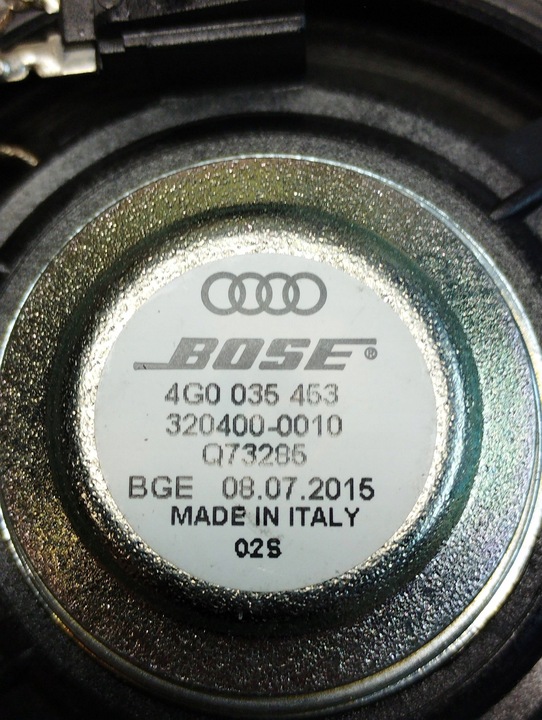 BOSE®
4G0 035 453
320400-0010
Q73285
BGE 08.07.2015
MADE IN ITALY
02S